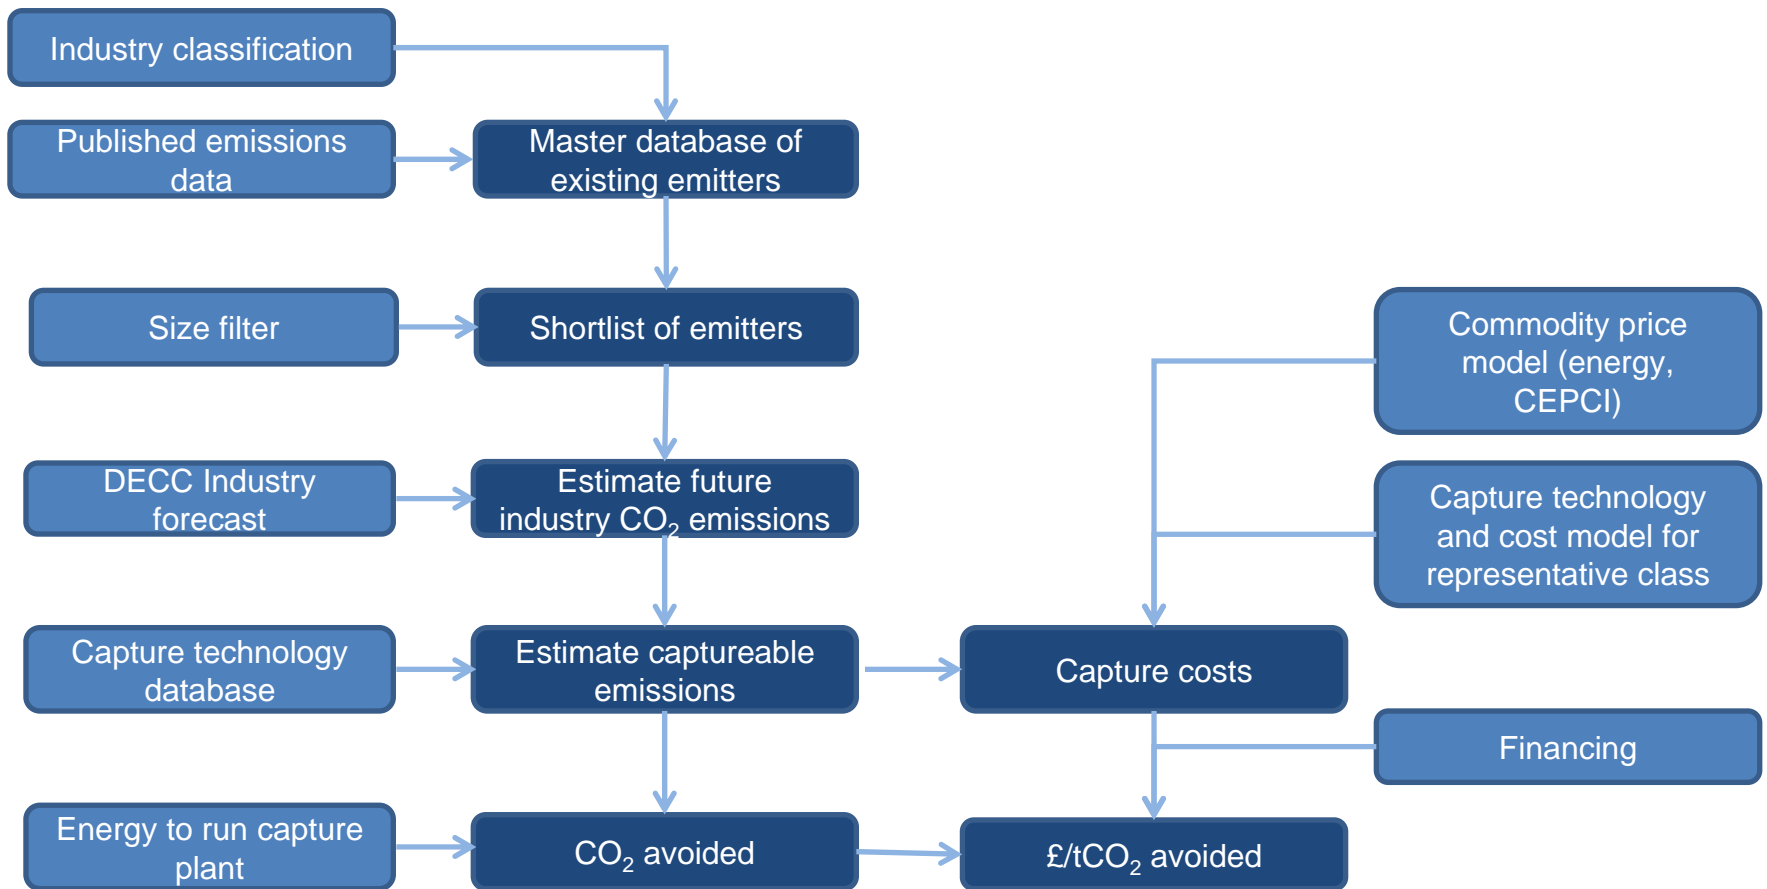 Industry classification
Published emissions
data
Master database of
existing emitters
Size filter
Shortlist of emitters
Commodity price
model (energy,
CEPCI)
DECC Industry
forecast
Estimate future
industry CO₂ emissions
Capture technology
and cost model for
representative class
Capture technology
database
Estimate captureable
emissions
Capture costs
Financing
Energy to run capture
plant
CO₂ avoided
£/tCO₂ avoided